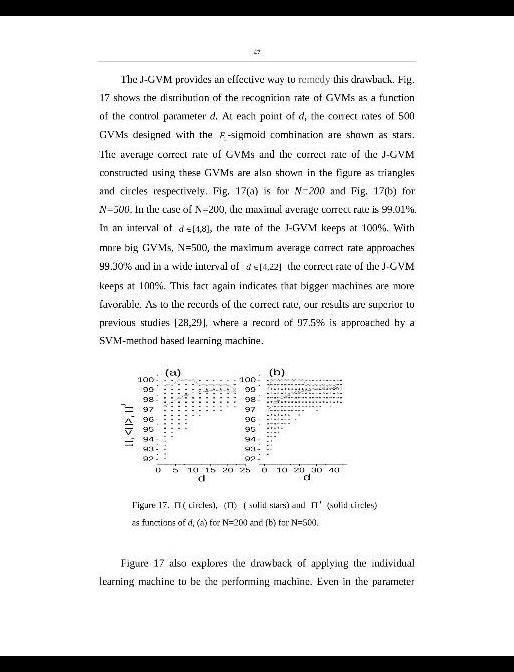 47
The J-GVM provides an effective way to remedy this drawback. Fig.
17 shows the distribution of the recognition rate of GVMs as a function
of the control parameter d. At each point of d, the correct rates of 500
GVMs designed with the -sigmoid combination are shown as stars.
The average correct rate of GVMs and the correct rate of the J-GVM
constructed using these GVMs are also shown in the figure as triangles
and circles respectively. Fig. 17(a) is for N=200 and Fig. 17(b) for
N=500. In the case of N=200, the maximal average correct rate is 99.01%.
In an interval of d∈[4,8], the rate of the J-GVM keeps at 100%. With
more big GVMs, N=500, the maximum average correct rate approaches
99.30% and in a wide interval of d∈[4,22] the correct rate of the J-GVM
keeps at 100%. This fact again indicates that bigger machines are more
favorable. As to the records of the correct rate, our results are superior to
previous studies [28,29], where a record of 97.5% is approached by a
SVM-method based learning machine.
(a) (b)
100 100
99 99
98 98
97 97
96 96
95 95
94 94
93 93
92 92
0 5 10 15 20 25 0 10 20 30 40
d d
Figure 17. Π ( circles), ⟨Π⟩ ( solid stars) and Π (solid circles)
as functions of d, (a) for N=200 and (b) for N=500.
Figure 17 also explores the drawback of applying the individual
learning machine to be the performing machine. Even in the parameter